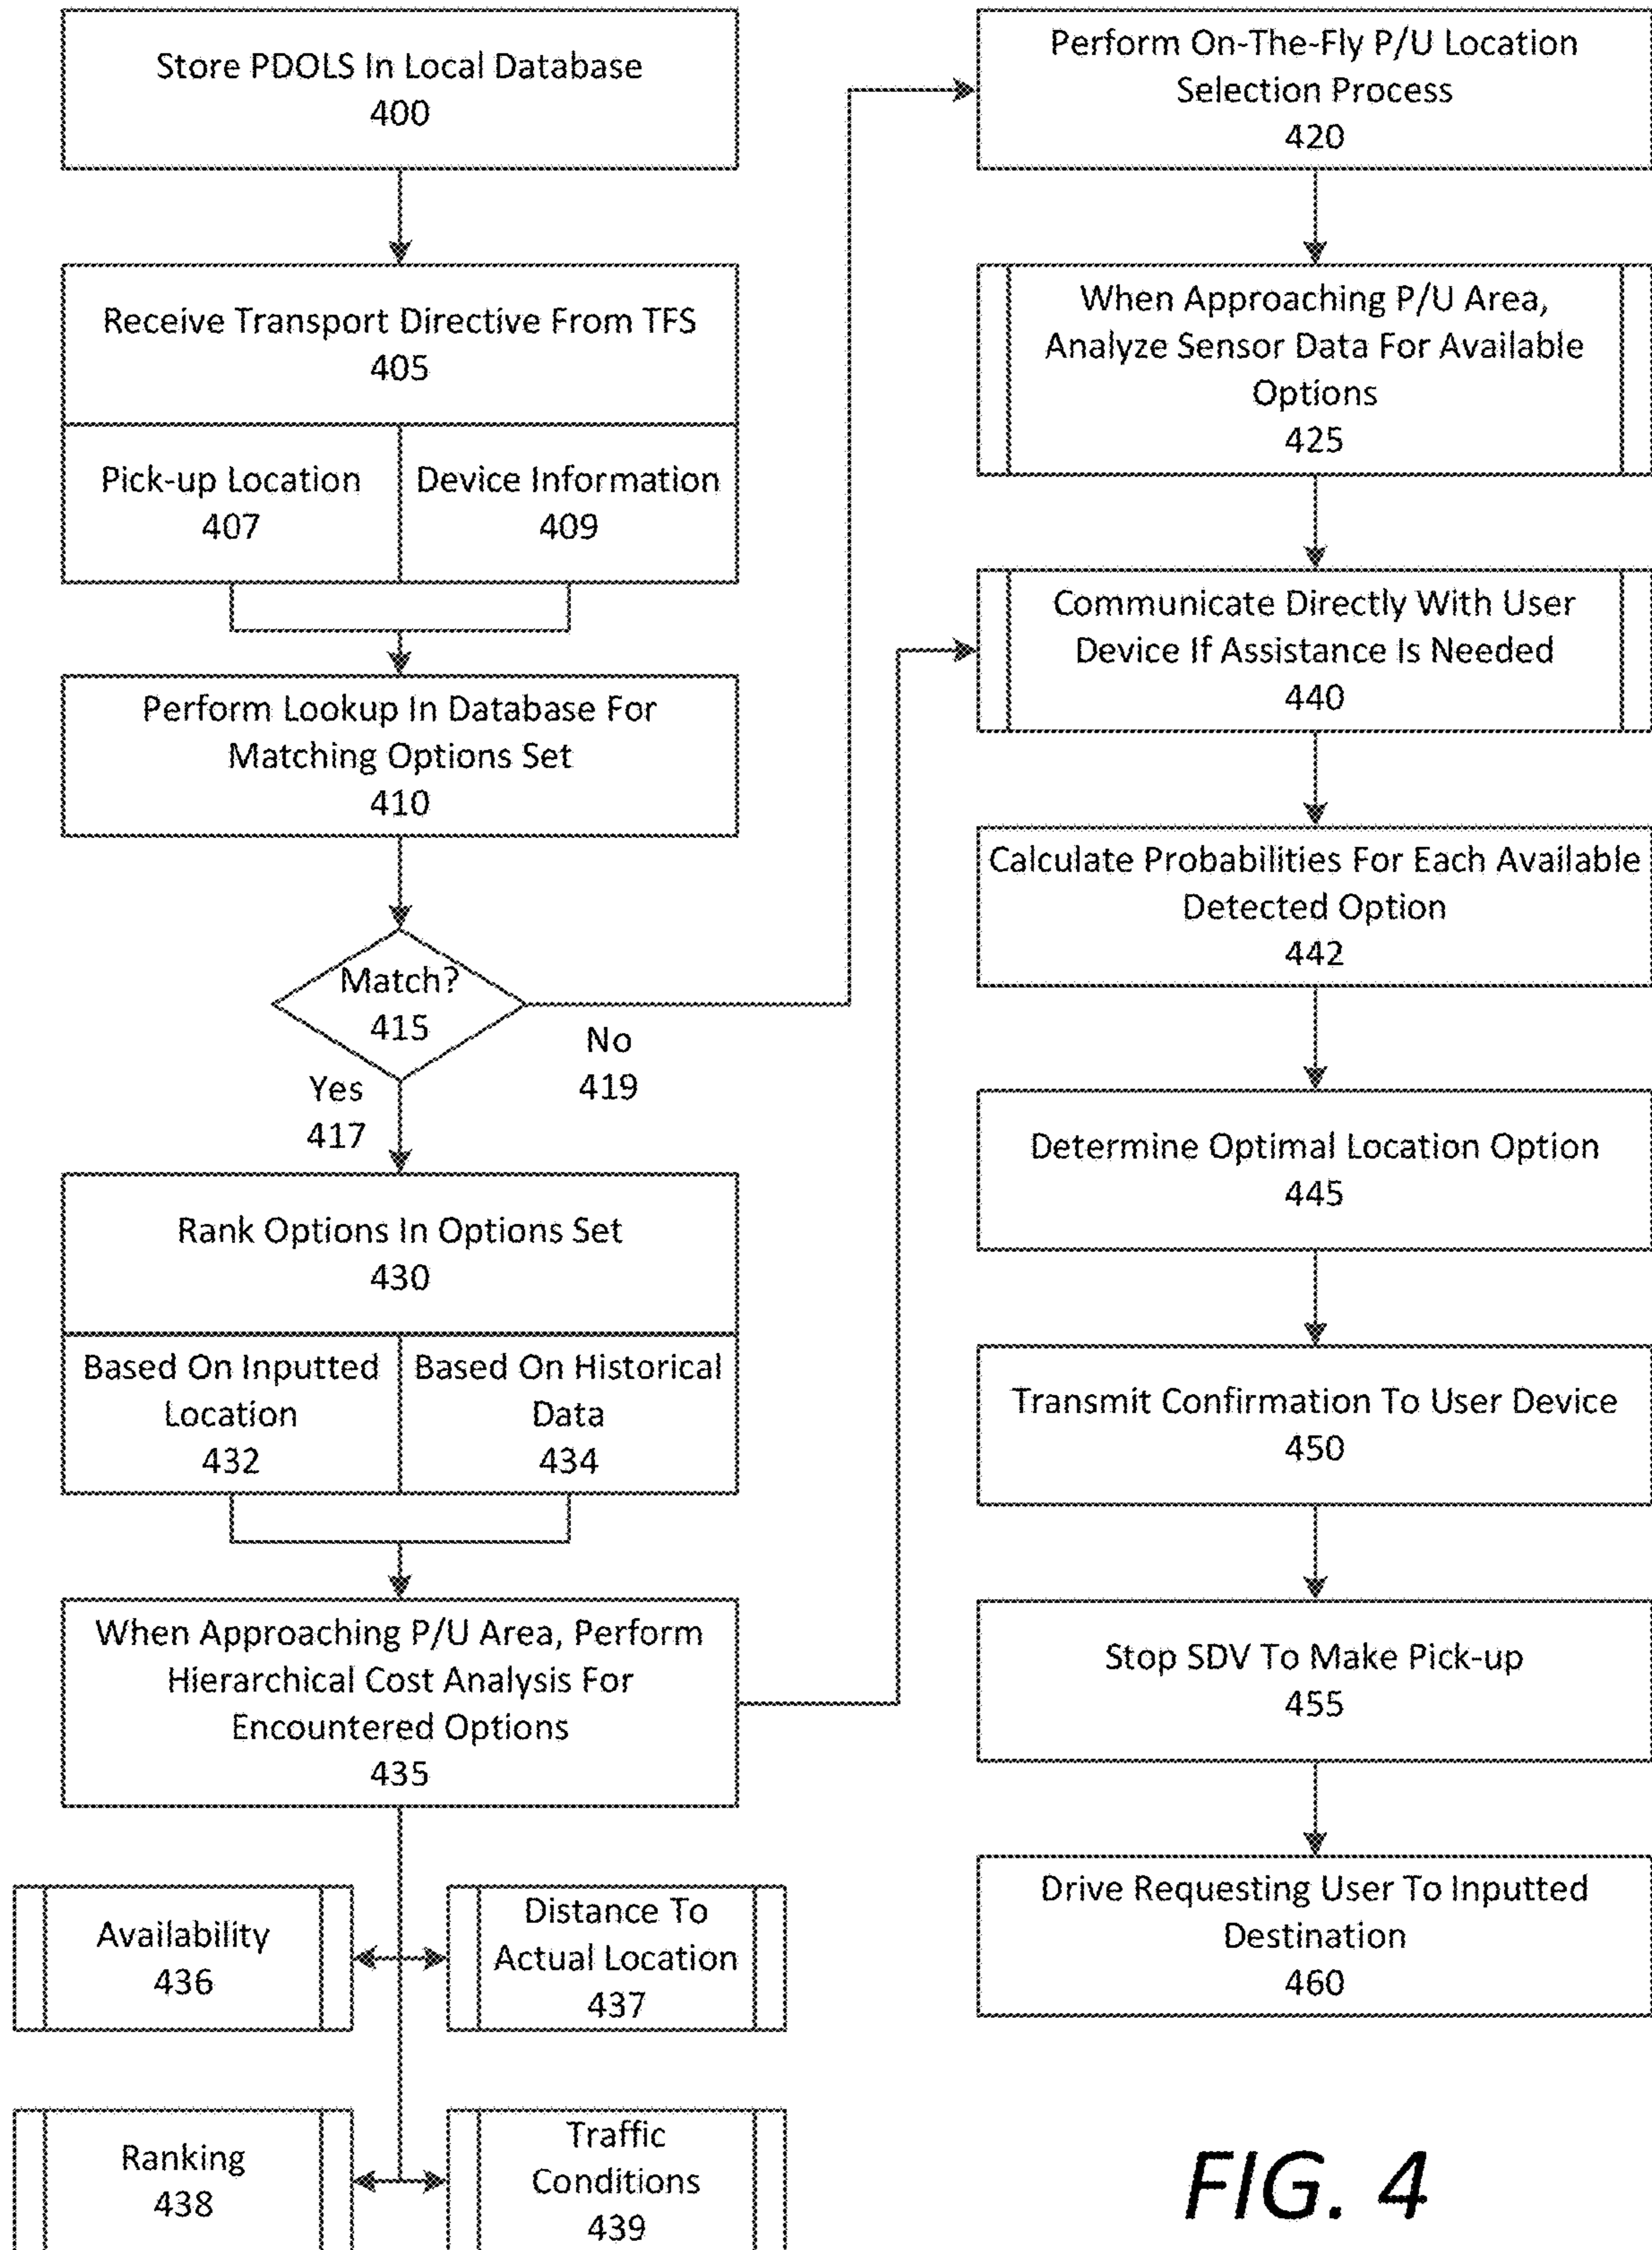 Store PDOLS In Local Database
400
Receive Transport Directive From TFS
405
Pick-up Location
407
Device Information
409
Perform Lookup In Database For
Matching Options Set
410
Match?
415
No
419
Yes
417
Rank Options In Options Set
430
Based On Inputted
Location
432
Based On Historical
Data
434
When Approaching P/U Area, Perform
Hierarchical Cost Analysis For
Encountered Options
435
Availability
436
Distance To
Actual Location
437
Ranking
438
Traffic
Conditions
439
Perform On-The-Fly P/U Location
Selection Process
420
When Approaching P/U Area,
Analyze Sensor Data For Available
Options
425
Communicate Directly With User
Device If Assistance Is Needed
440
Calculate Probabilities For Each Available
Detected Option
442
Determine Optimal Location Option
445
Transmit Confirmation To User Device
450
Stop SDV To Make Pick-up
455
Drive Requesting User To Inputted
Destination
460
FIG. 4